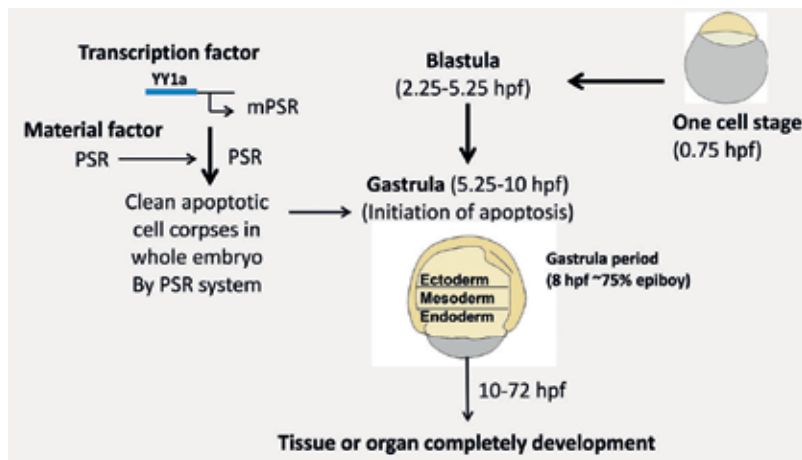 Transcription factor
YY1a
mPSR
Material factor
PSR
PSR
Clean apoptotic
cell corpses in
whole embryo
By PSR system
Blastula
(2.25-5.25 hpf)
One cell stage
(0.75 hpf)
Gastrula (5.25-10 hpf)
(Initiation of apoptosis)
Gastrula period
(8 hpf ~75% epiboy)
Ectoderm
Mesoderm
Endoderm
10-72 hpf
Tissue or organ completely development